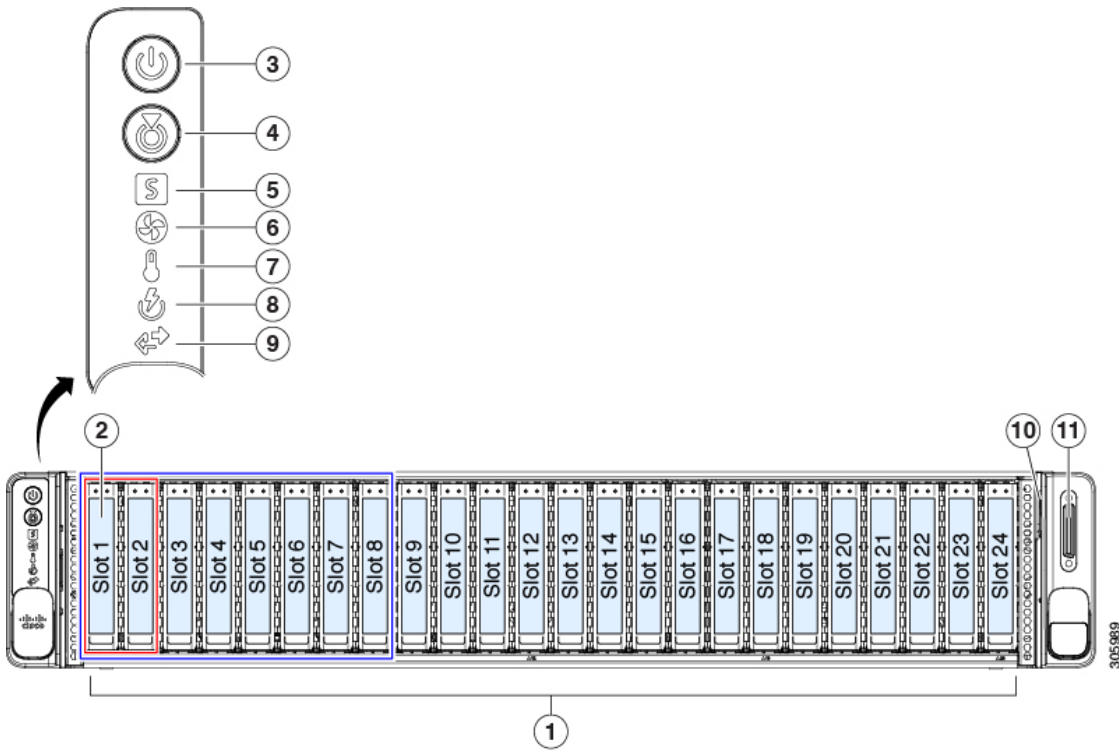 3
4
S
5
6
7
8
9
2
10
11
Slot 1
Slot 2
Slot 3
Slot 4
Slot 5
Slot 6
Slot 7
Slot 8
Slot 9
Slot 10
Slot 11
Slot 12
Slot 13
Slot 14
Slot 15
Slot 16
Slot 17
Slot 18
Slot 19
Slot 20
Slot 21
Slot 22
Slot 23
Slot 24
cisco
1
305989